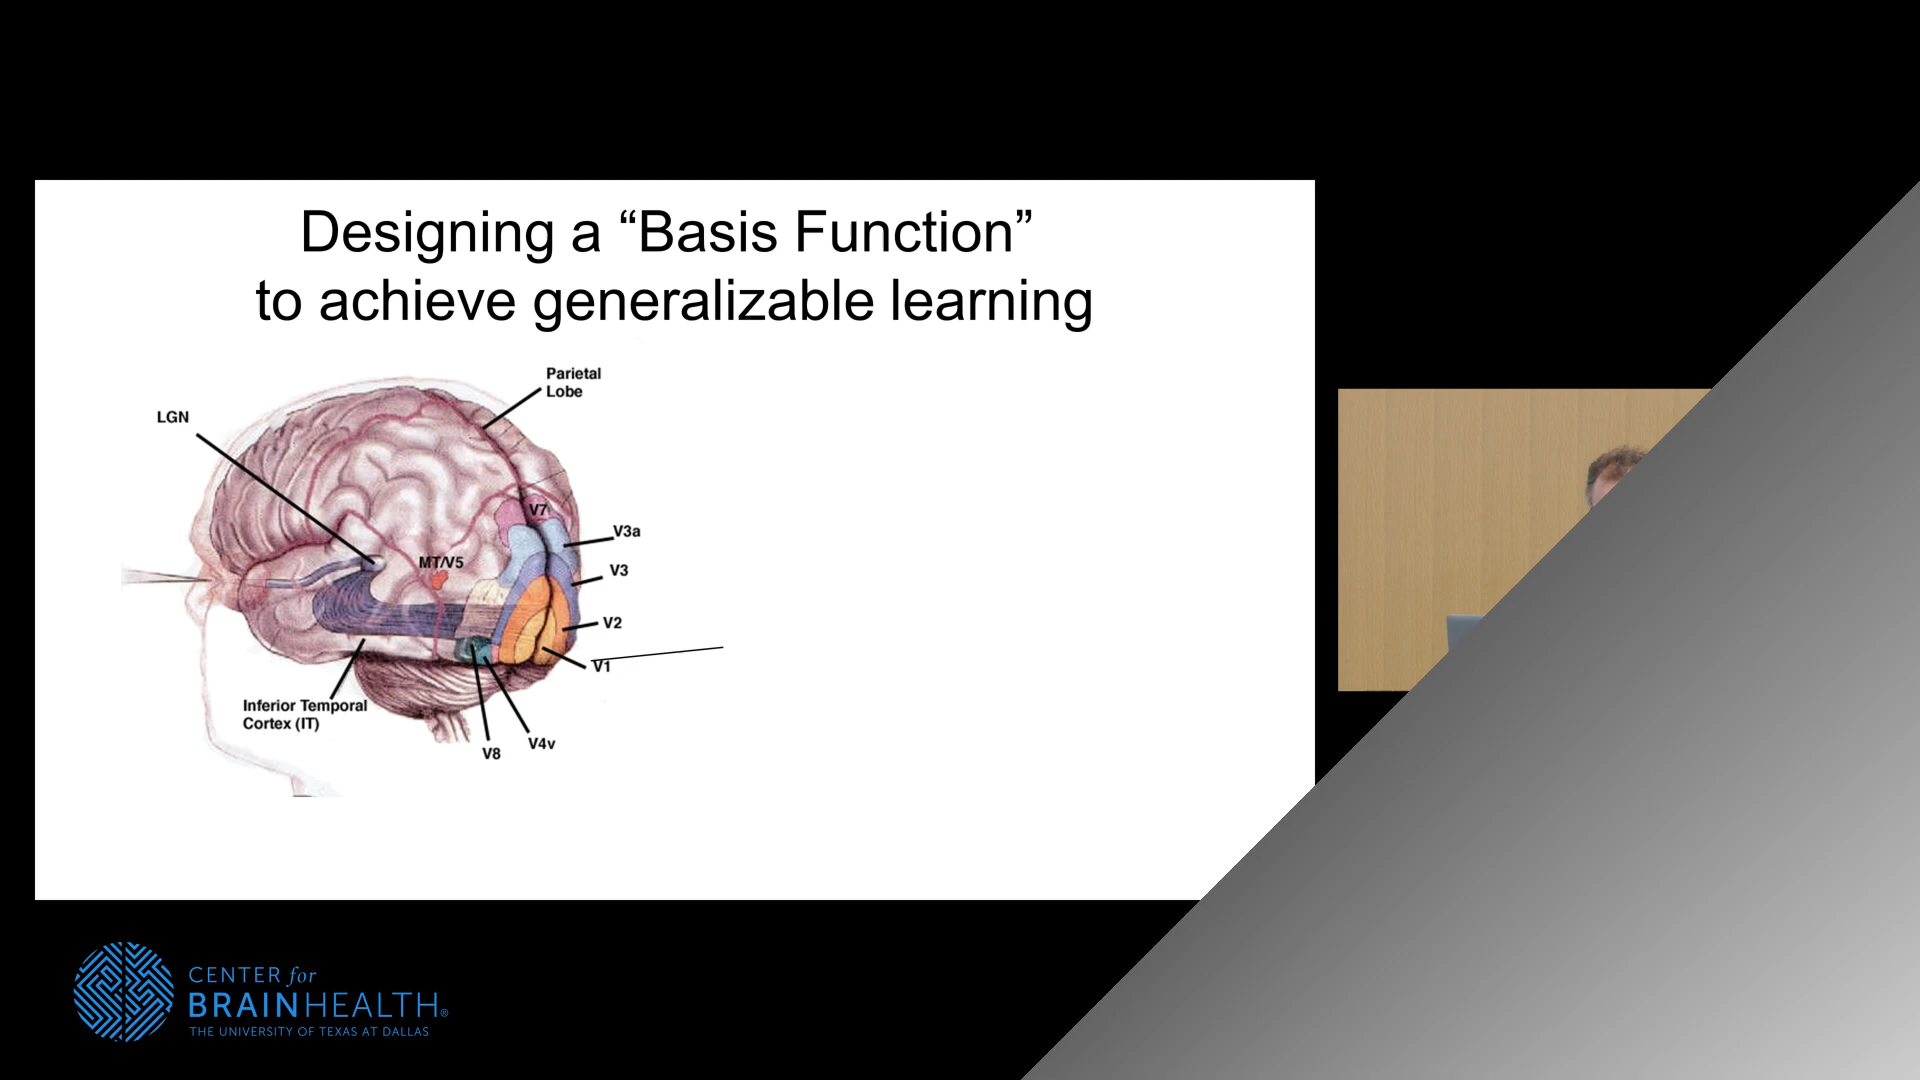 Designing a “Basis Function”
to achieve generalizable learning
Parietal
Lobe
LGN
V7
V3a
MT/V5
V3
V2
V1
Inferior Temporal
Cortex (IT)
V4v
V8
CENTER for
BRAINHEALTH®
THE UNIVERSITY OF TEXAS AT DALLAS